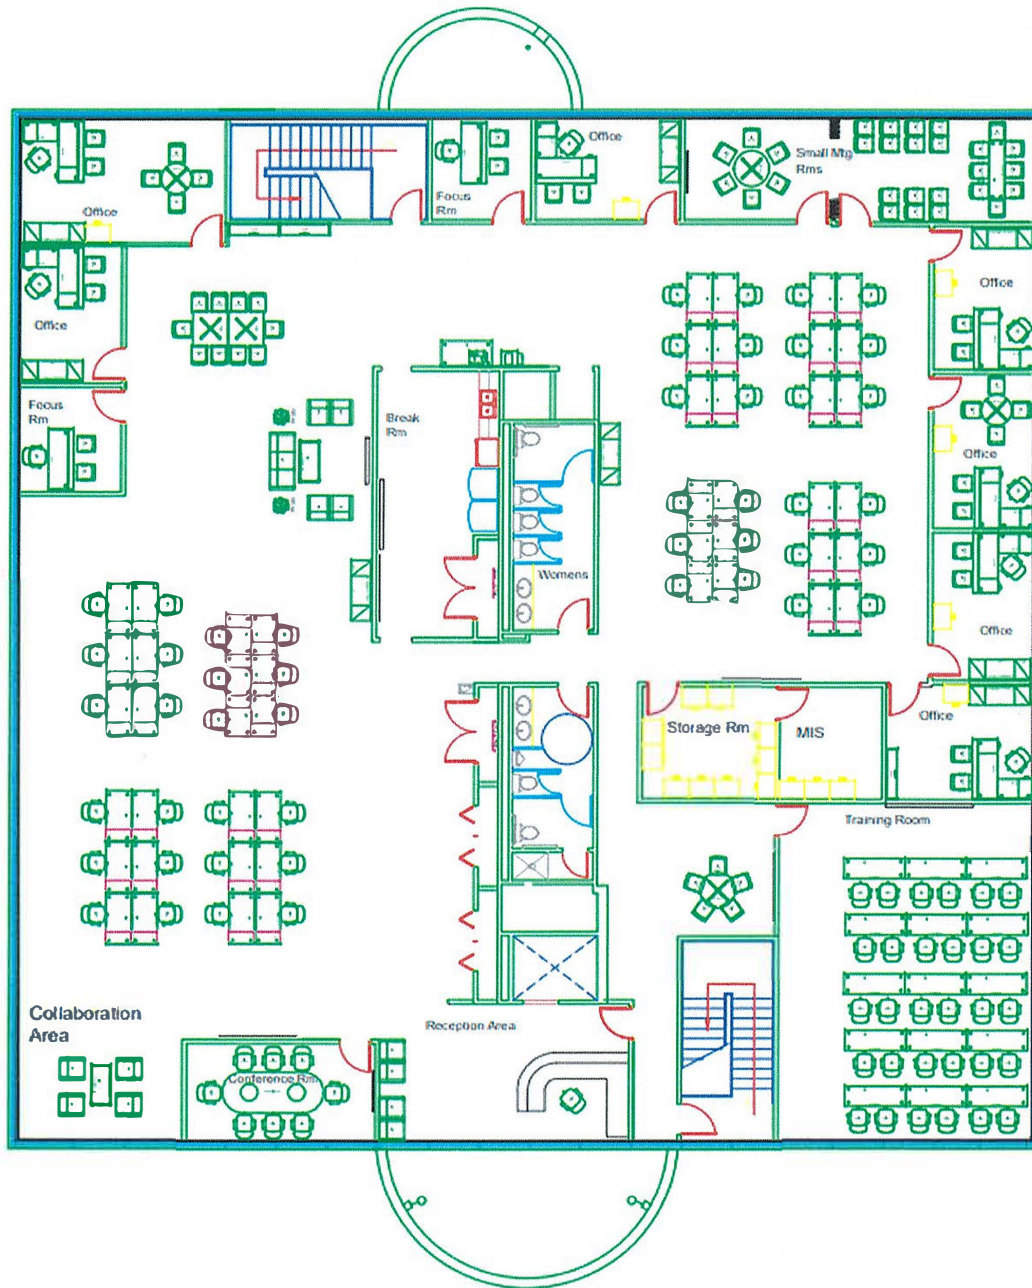 Office
Small Mtg
Rms
Focus
Rm
Office
Office
Office
Focus
Rm
Break
Rm
Office
Womens
Office
Storage Rm
MIS
Office
Training Room
Collaboration
Area
Reception Area
Conference Rm